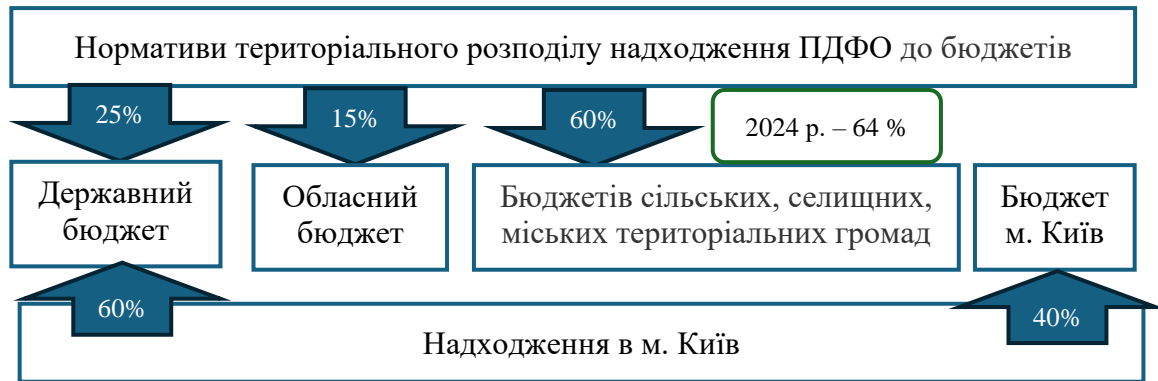 Нормативи територіального розподілу надходження ПДФО до бюджетів
25%
15%
60%
2024 р. – 64 %
Державний
бюджет
Обласний
бюджет
Бюджетів сільських, селищних,
міських територіальних громад
Бюджет
м. Київ
60%
40%
Надходження в м. Київ